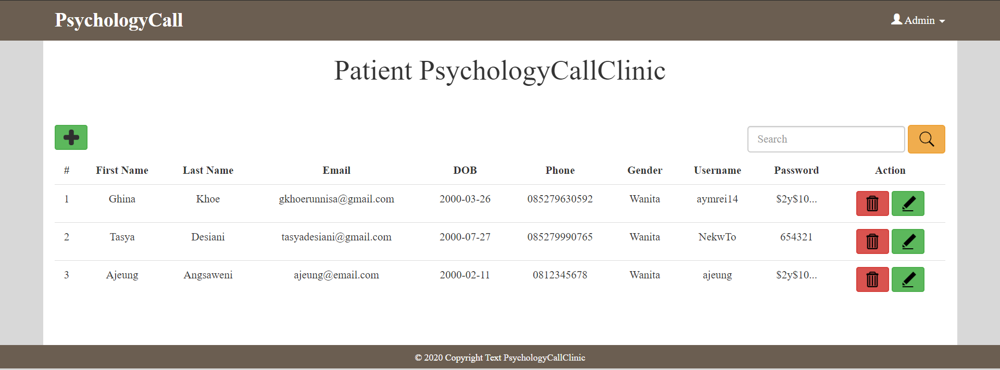 PsychologyCall
Admin
Patient PsychologyCallClinic
Search
# First Name Last Name Email DOB Phone Gender Username Password Action
1 Ghina Khoe gkhoerunnisa@gmail.com 2000-03-26 085279630592 Wanita aymrei14 $2y$10...
2 Tasya Desiani tasyadesiani@gmail.com 2000-07-27 085279990765 Wanita NekwTo 654321
3 Ajeung Angsaweni ajeung@email.com 2000-02-11 0812345678 Wanita ajeung $2y$10...
© 2020 Copyright Text PsychologyCallClinic